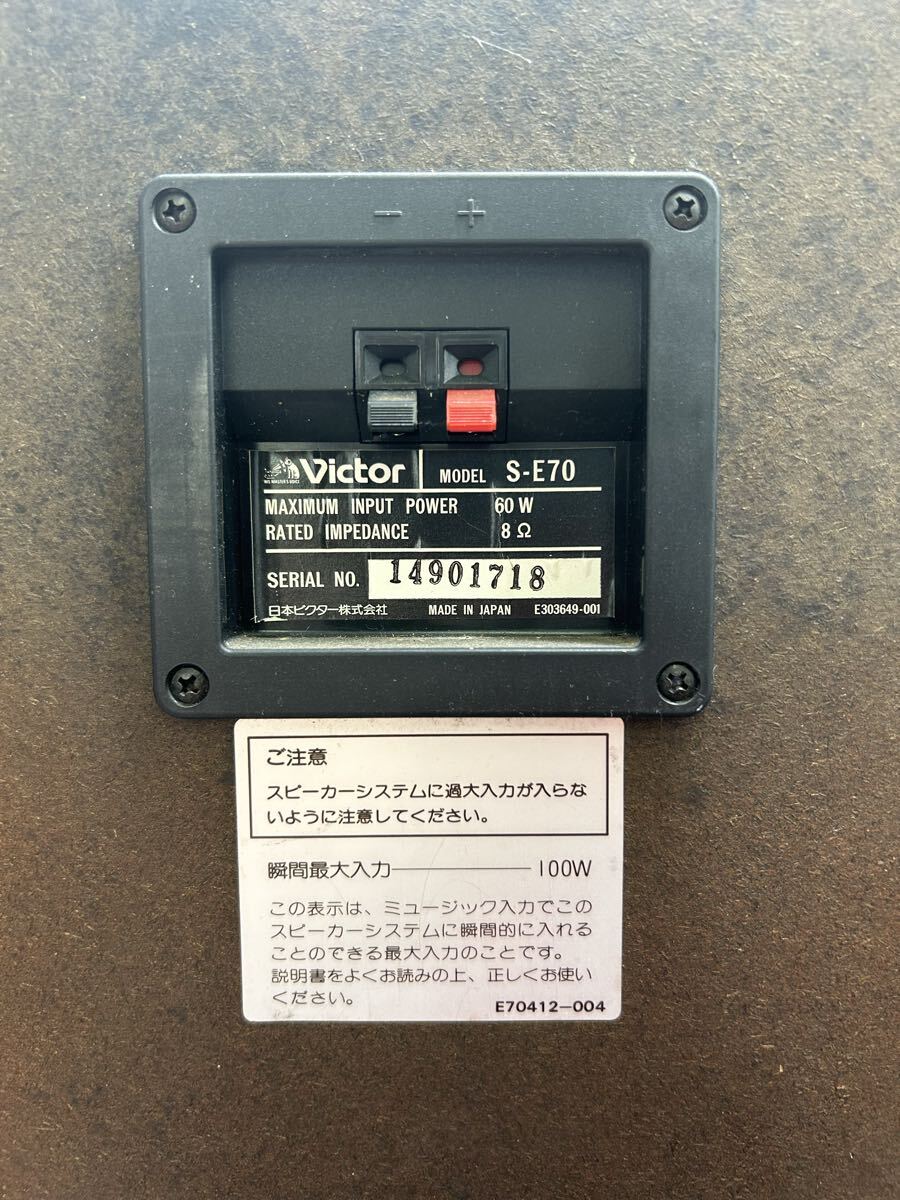 − +
HIS MASTER'S VOICE
Victor MODEL S-E70
MAXIMUM INPUT POWER 60 W
RATED IMPEDANCE 8 Ω
SERIAL NO. 14901718
日本ビクター株式会社 MADE IN JAPAN E303649-001
ご注意
スピーカーシステムに過大入力が入らな
いように注意してください。
瞬間最大入力――――――100W
この表示は、ミュージック入力でこの
スピーカーシステムに瞬間的に入れる
ことのできる最大入力のことです。
説明書をよくお読みの上、正しくお使い
ください。
E70412-004